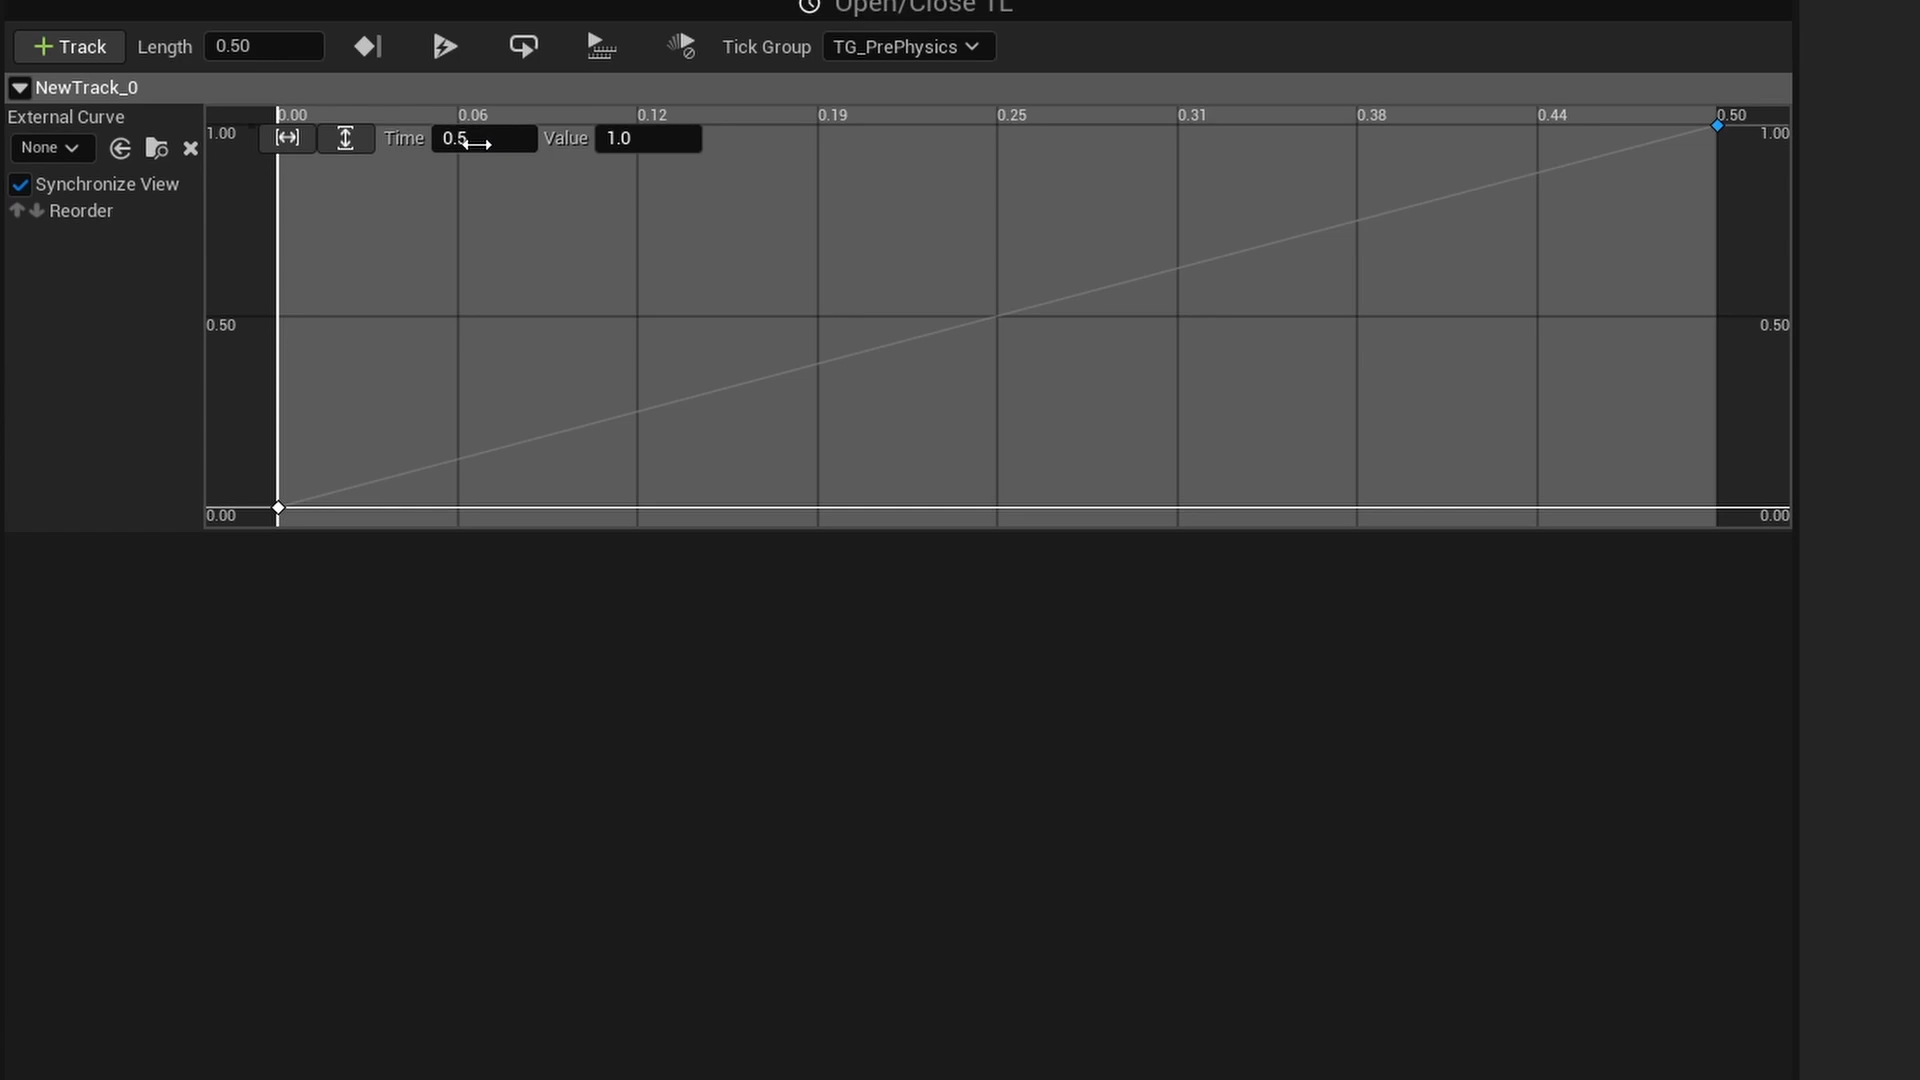 Open/Close TL
Track Length 0.50 Tick Group TG_PrePhysics
NewTrack_0
External Curve
None
Synchronize View
Reorder
0.00 0.06 0.12 0.19 0.25 0.31 0.38 0.44 0.50
1.00 Time 0.5 Value 1.0 1.00
0.50 0.50
0.00 0.00